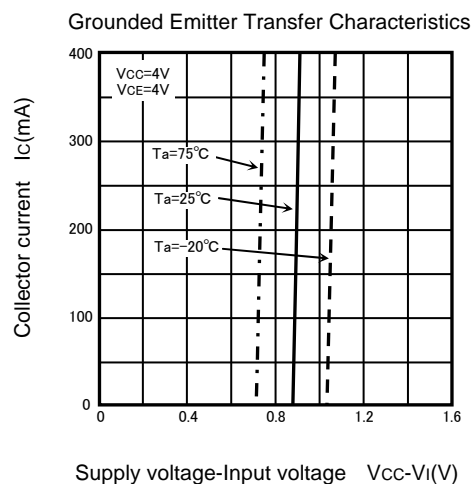 Grounded Emitter Transfer Characteristics
400
300
200
100
0
Collector current IC(mA)
VCC=4V
VCE=4V
Ta=75°C
Ta=25°C
Ta=-20°C
0 0.4 0.8 1.2 1.6
Supply voltage-Input voltage VCC-VI(V)